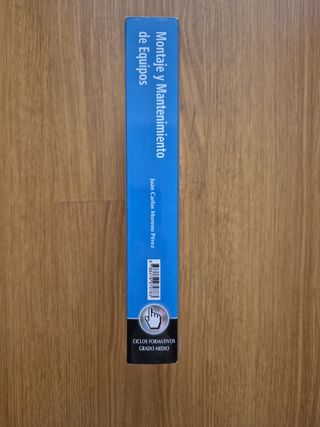 Montaje y Mantenimiento
de Equipos
Juan Carlos Moreno Pérez
CICLOS FORMATIVOS
GRADO MEDIO